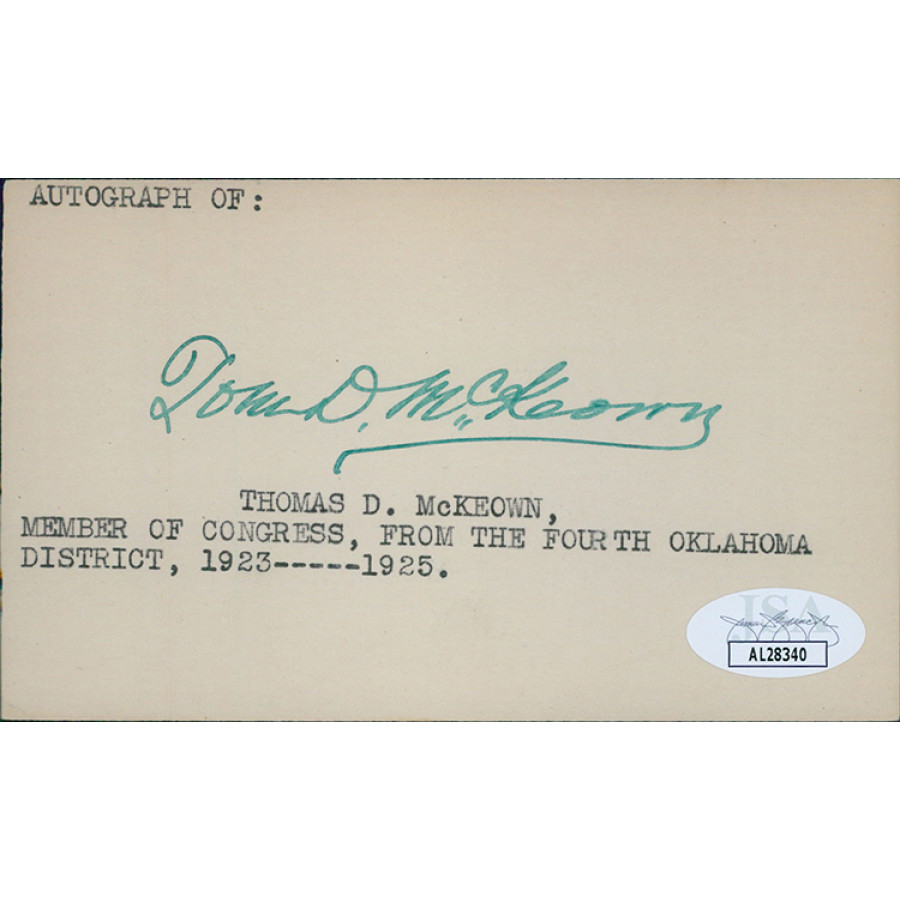 AUTOGRAPH OF:
Tom D. McKeown
THOMAS D. McKEOWN,
MEMBER OF CONGRESS, FROM THE FOURTH OKLAHOMA
DISTRICT, 1923-----1925.
JSA
AL28340